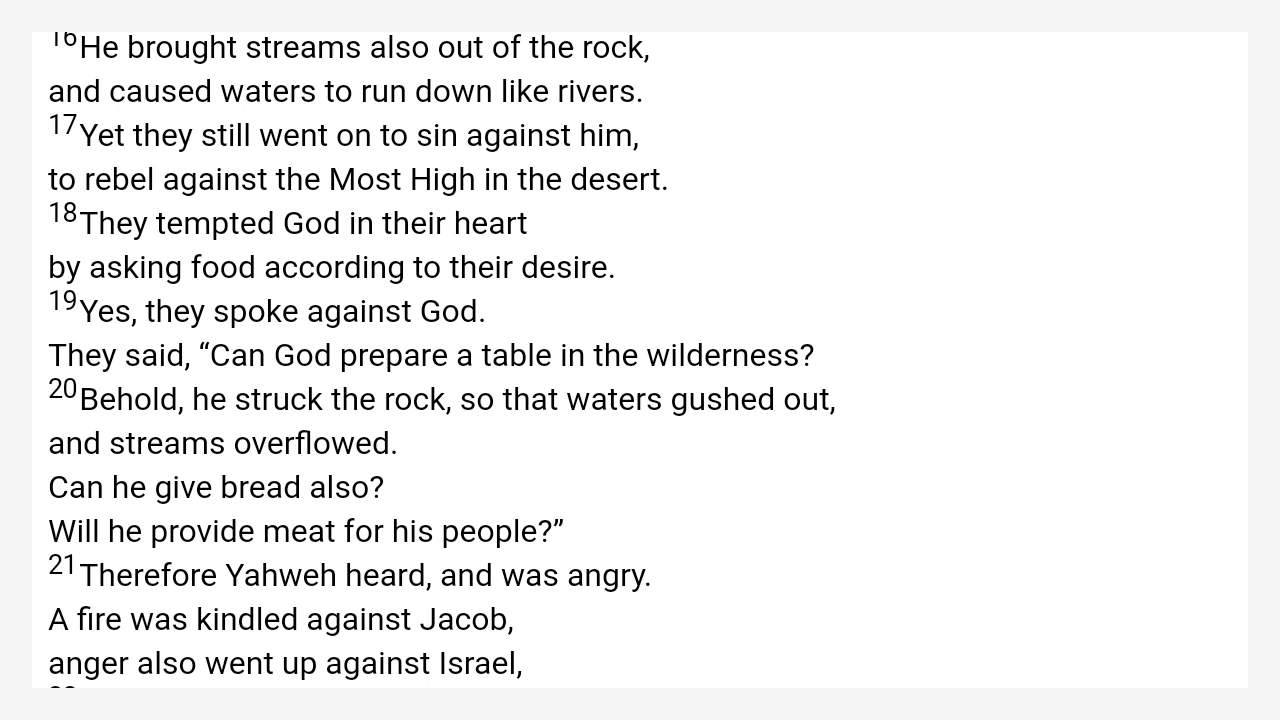 16He brought streams also out of the rock,
and caused waters to run down like rivers.
17Yet they still went on to sin against him,
to rebel against the Most High in the desert.
18They tempted God in their heart
by asking food according to their desire.
19Yes, they spoke against God.
They said, “Can God prepare a table in the wilderness?
20Behold, he struck the rock, so that waters gushed out,
and streams overflowed.
Can he give bread also?
Will he provide meat for his people?”
21Therefore Yahweh heard, and was angry.
A fire was kindled against Jacob,
anger also went up against Israel,